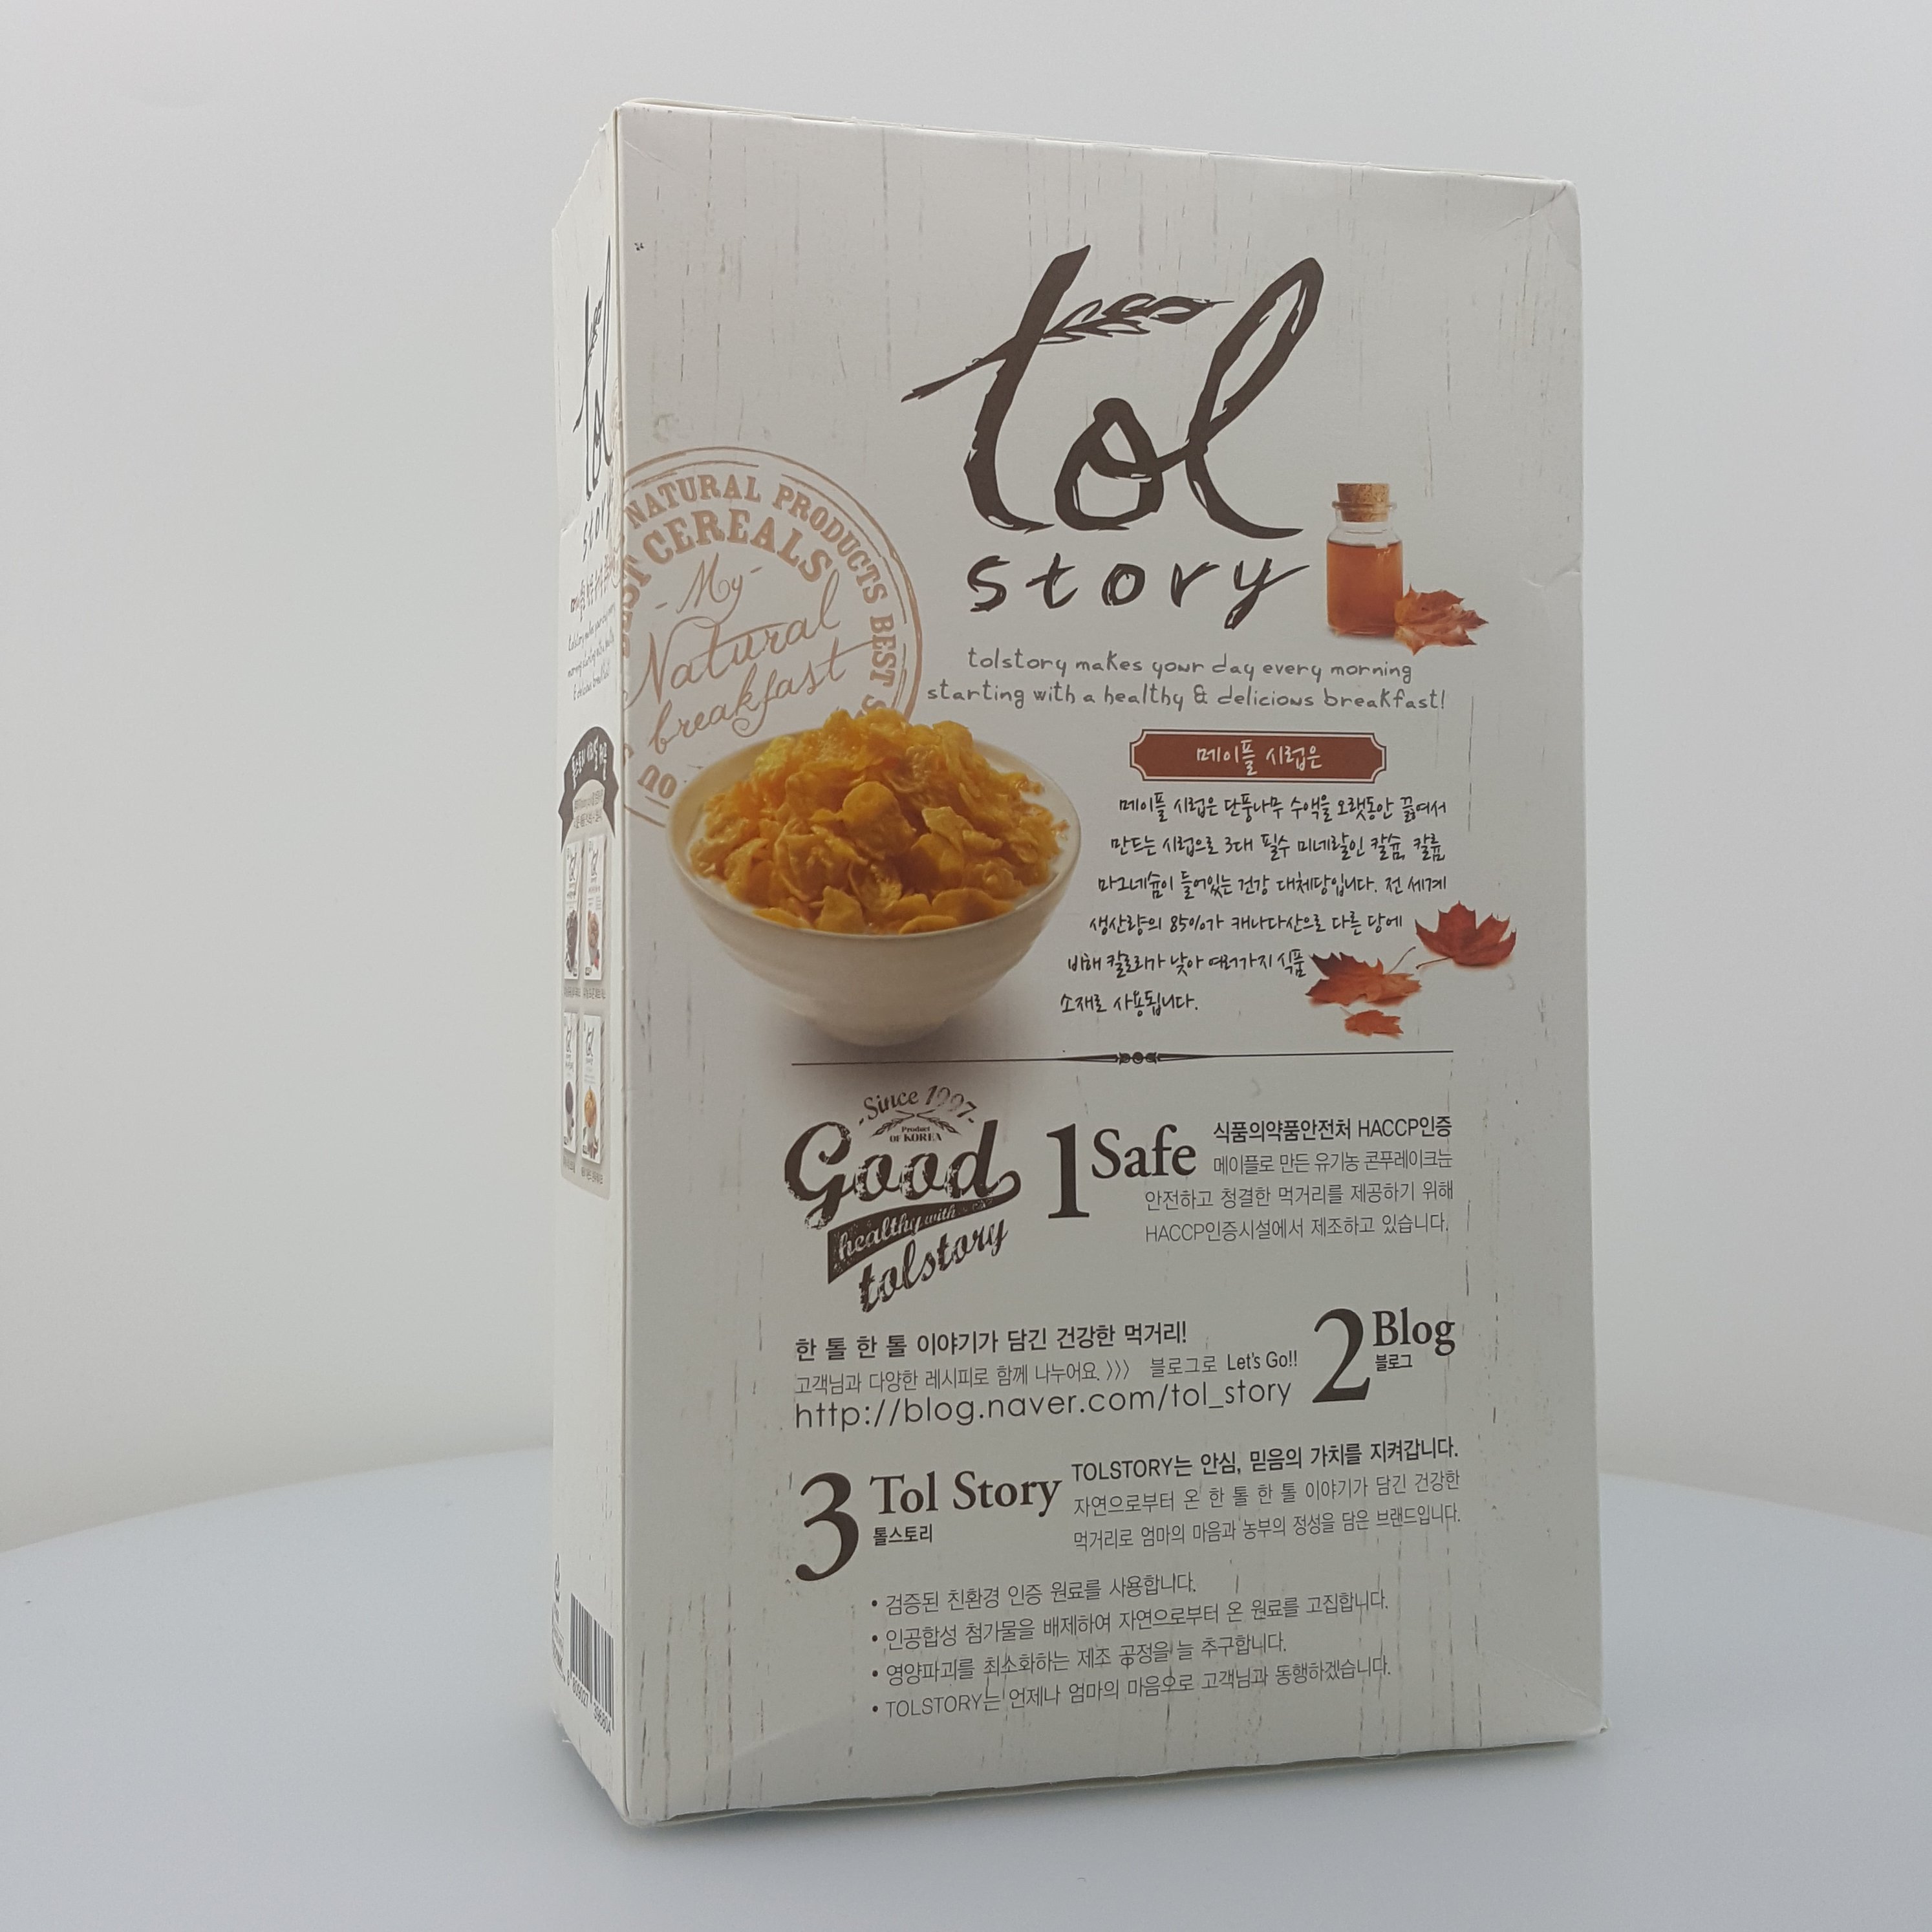 tol
story
NATURAL PRODUCTS BEST
BEST CEREALS
- My -
Natural
breakfast
tolstory makes your day every morning
starting with a healthy & delicious breakfast!
메이플 시럽은
메이플 시럽은 단풍나무 수액을 오랫동안 끓여서
만드는 시럽으로 3대 필수 미네랄인 칼슘, 칼륨,
마그네슘이 들어있는 건강 대체당입니다. 전 세계
생산량의 85%가 캐나다산으로 다른 당에
비해 칼로리가 낮아 여러가지 식품
소재로 사용됩니다.
- Since 1997 -
Product
OF KOREA
Good
healthy with
tolstory
1 Safe
식품의약품안전처 HACCP인증
메이플로 만든 유기농 콘푸레이크는
안전하고 청결한 먹거리를 제공하기 위해
HACCP인증시설에서 제조하고 있습니다.
한 톨 한 톨 이야기가 담긴 건강한 먹거리!
고객님과 다양한 레시피로 함께 나누어요. 〉〉〉 블로그로 Let's Go!!
http://blog.naver.com/tol_story
2 Blog
블로그
3 Tol Story
톨스토리
TOLSTORY는 안심, 믿음의 가치를 지켜갑니다.
자연으로부터 온 한 톨 한 톨 이야기가 담긴 건강한
먹거리로 엄마의 마음과 농부의 정성을 담은 브랜드입니다.
• 검증된 친환경 인증 원료를 사용합니다.
• 인공합성 첨가물을 배제하여 자연으로부터 온 원료를 고집합니다.
• 영양파괴를 최소화하는 제조 공정을 늘 추구합니다.
• TOLSTORY는 언제나 엄마의 마음으로 고객님과 동행하겠습니다.
tol
story